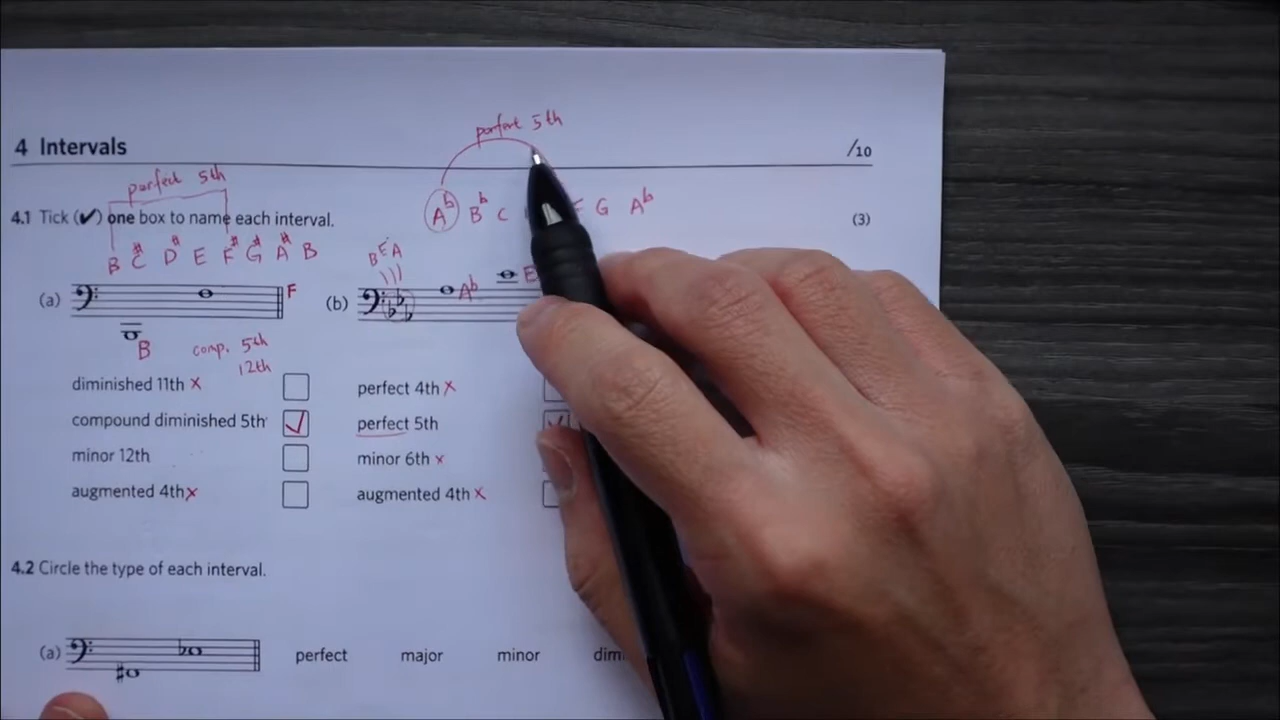 perfect 5th
4 Intervals /10
perfect 5th
4.1 Tick (✔) one box to name each interval. (3)
A♭ B♭ C G A♭
B C# D# E F# G# A# B
B E A
(a) F (b) A♭ E
B
comp. 5th
12th
diminished 11th x perfect 4th x
compound diminished 5th ✓ perfect 5th ✓
minor 12th minor 6th x
augmented 4th x augmented 4th x
4.2 Circle the type of each interval.
(a) perfect major minor